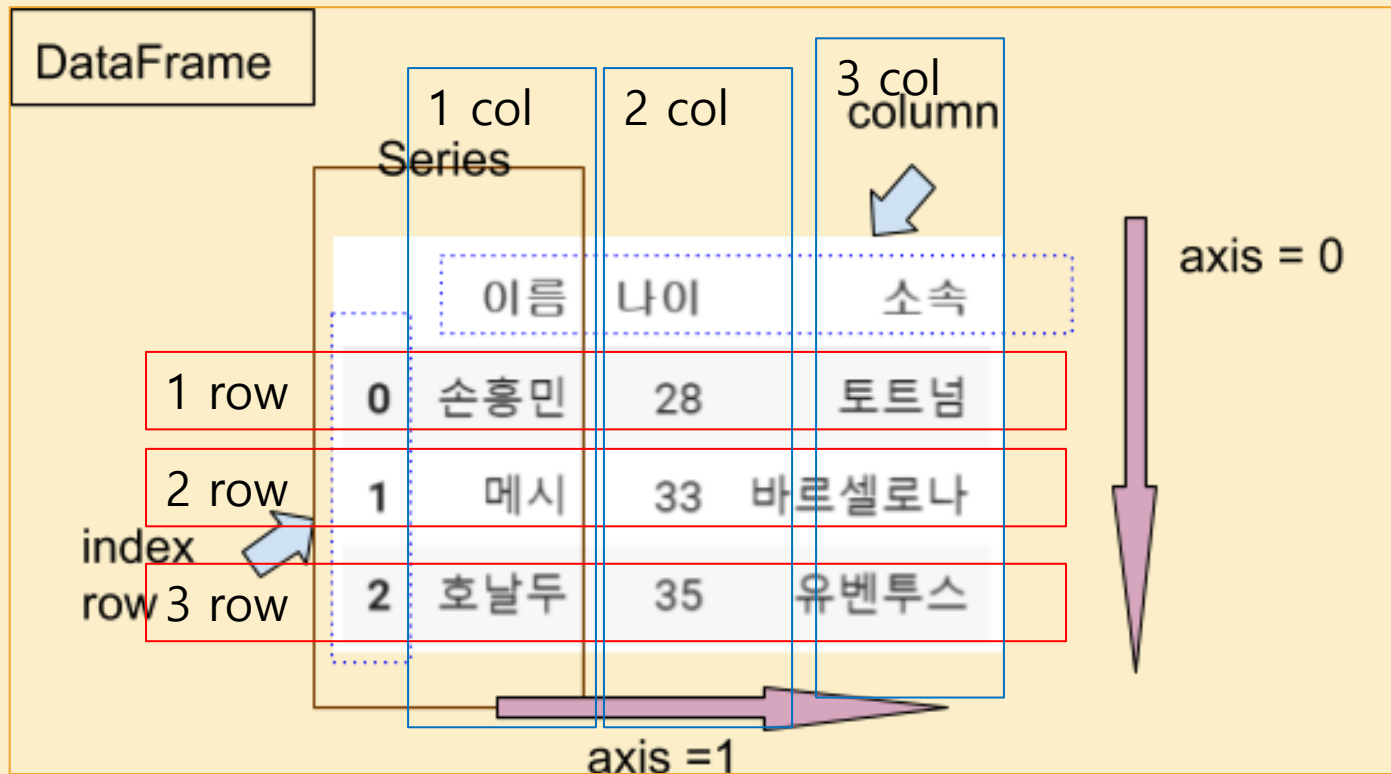 DataFrame
1 col
2 col
3 col
column
Series
axis = 0
이름 나이 소속
1 row 0 손흥민 28 토트넘
2 row 1 메시 33 바르셀로나
index
row
3 row 2 호날두 35 유벤투스
axis =1